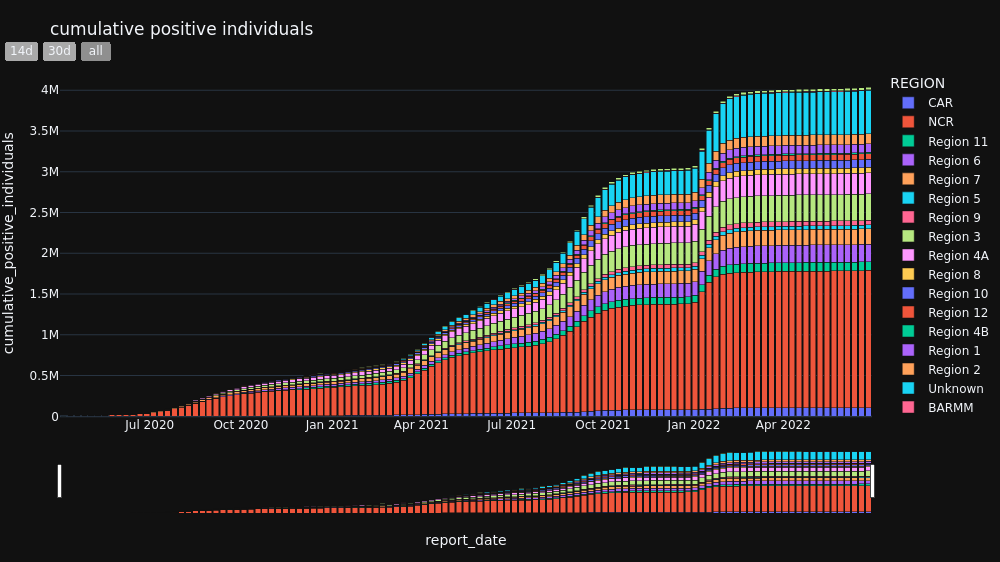 cumulative positive individuals
14d 30d all
cumulative_positive_individuals
4M
3.5M
3M
2.5M
2M
1.5M
1M
0.5M
0
Jul 2020 Oct 2020 Jan 2021 Apr 2021 Jul 2021 Oct 2021 Jan 2022 Apr 2022
report_date
REGION
CAR
NCR
Region 11
Region 6
Region 7
Region 5
Region 9
Region 3
Region 4A
Region 8
Region 10
Region 12
Region 4B
Region 1
Region 2
Unknown
BARMM